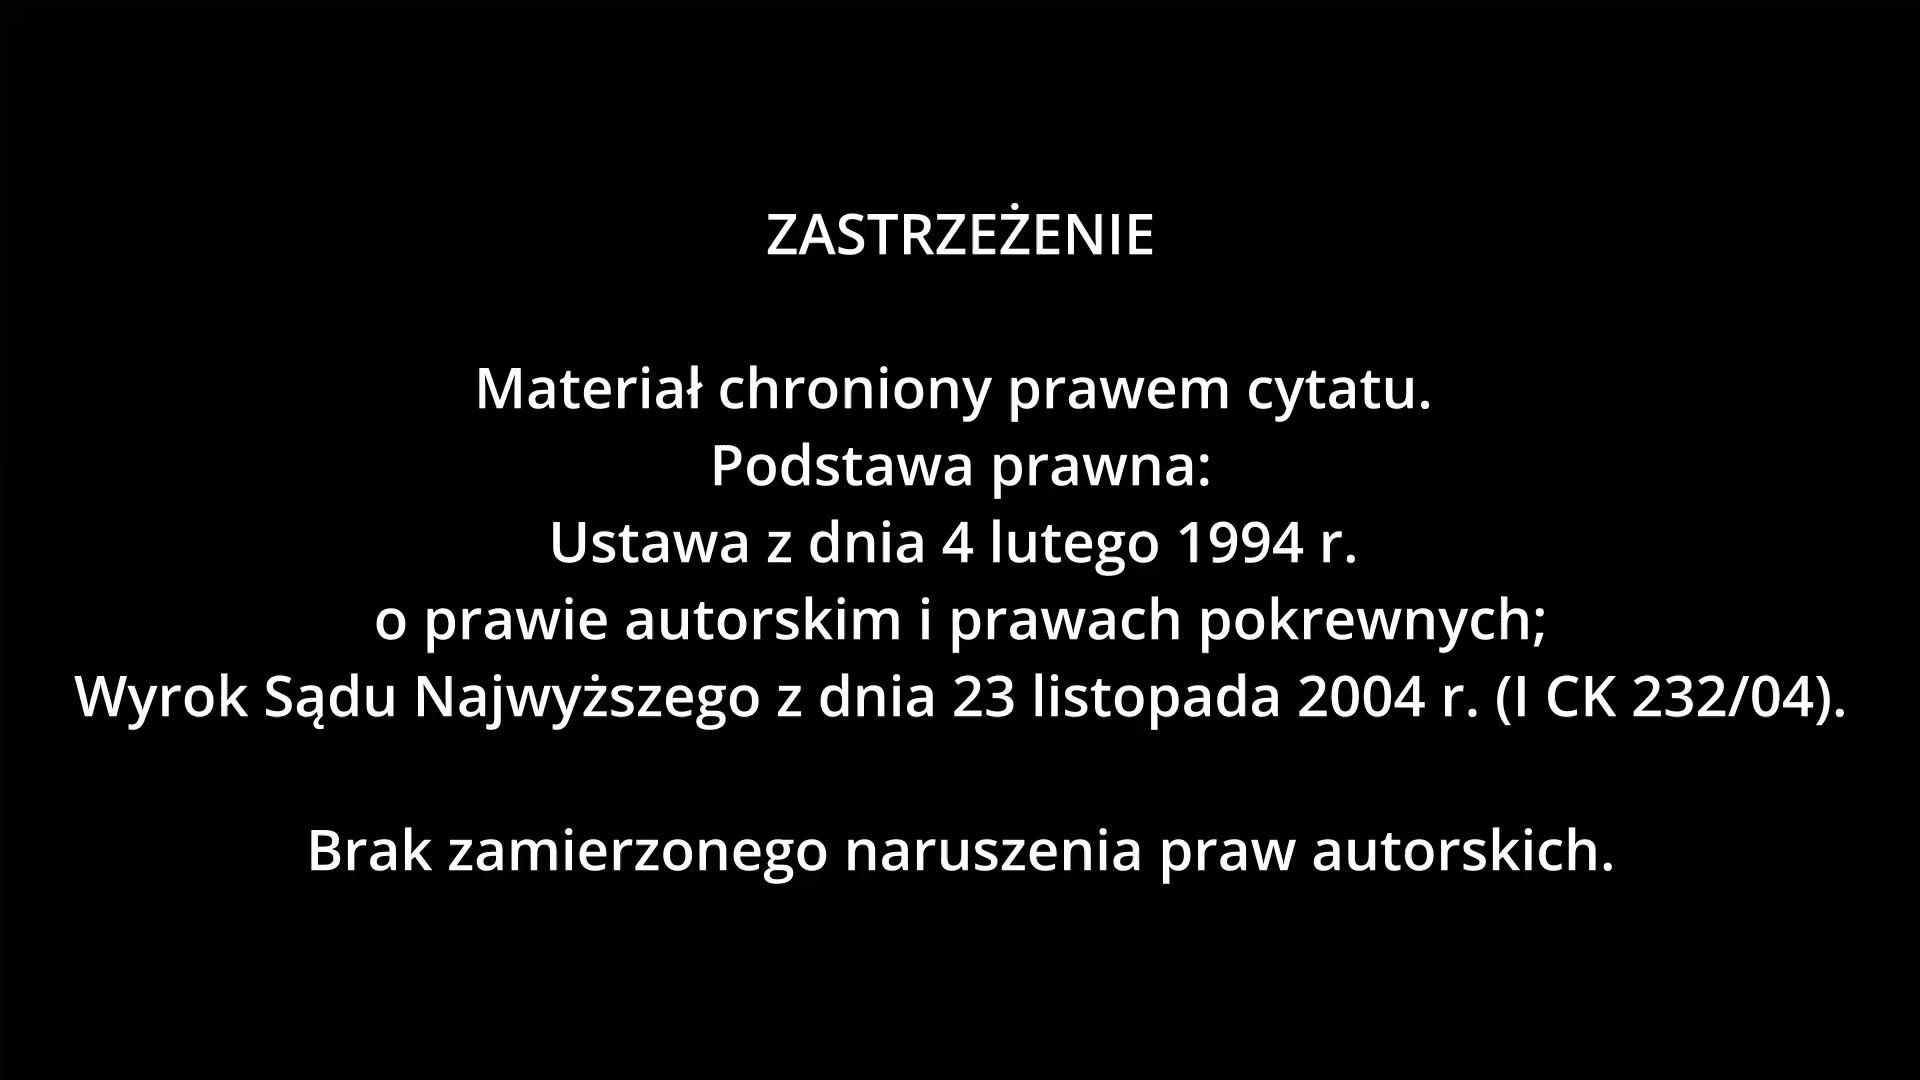 ZASTRZEŻENIE
Materiał chroniony prawem cytatu.
Podstawa prawna:
Ustawa z dnia 4 lutego 1994 r.
o prawie autorskim i prawach pokrewnych;
Wyrok Sądu Najwyższego z dnia 23 listopada 2004 r. (I CK 232/04).
Brak zamierzonego naruszenia praw autorskich.